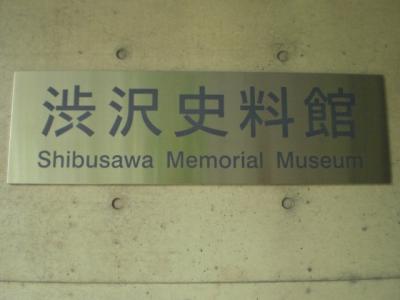 渋沢史料館
Shibusawa Memorial Museum